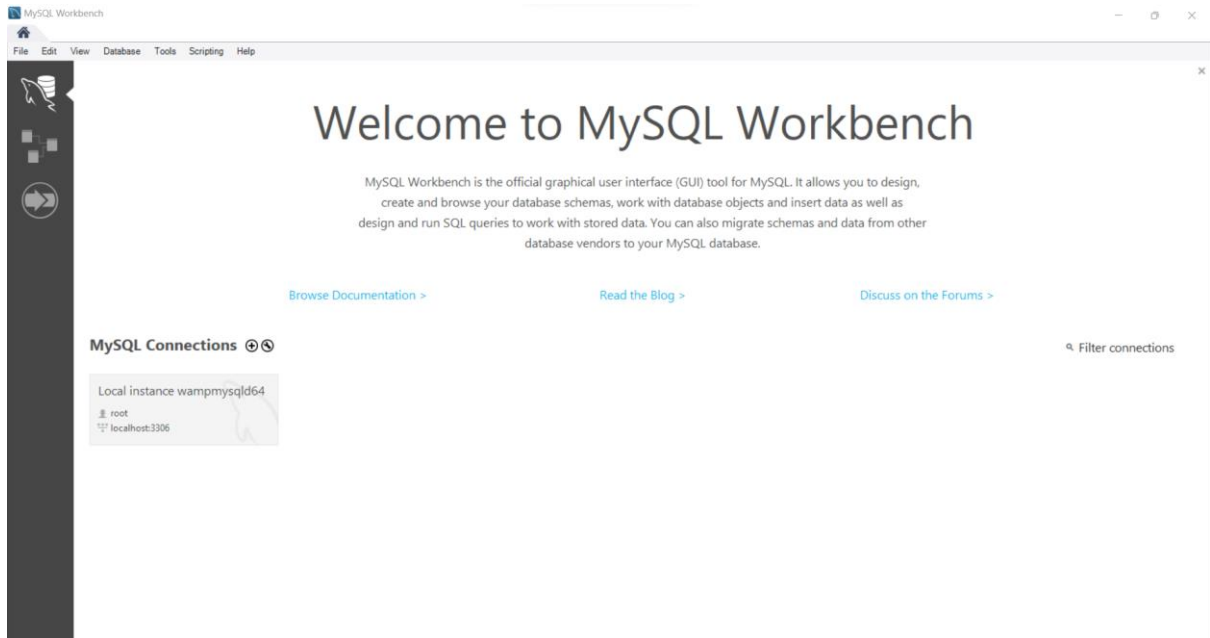 MySQL Workbench
File Edit View Database Tools Scripting Help
Welcome to MySQL Workbench
MySQL Workbench is the official graphical user interface (GUI) tool for MySQL. It allows you to design,
create and browse your database schemas, work with database objects and insert data as well as
design and run SQL queries to work with stored data. You can also migrate schemas and data from other
database vendors to your MySQL database.
Browse Documentation > Read the Blog > Discuss on the Forums >
MySQL Connections Filter connections
Local instance wampmysqld64
root
localhost:3306